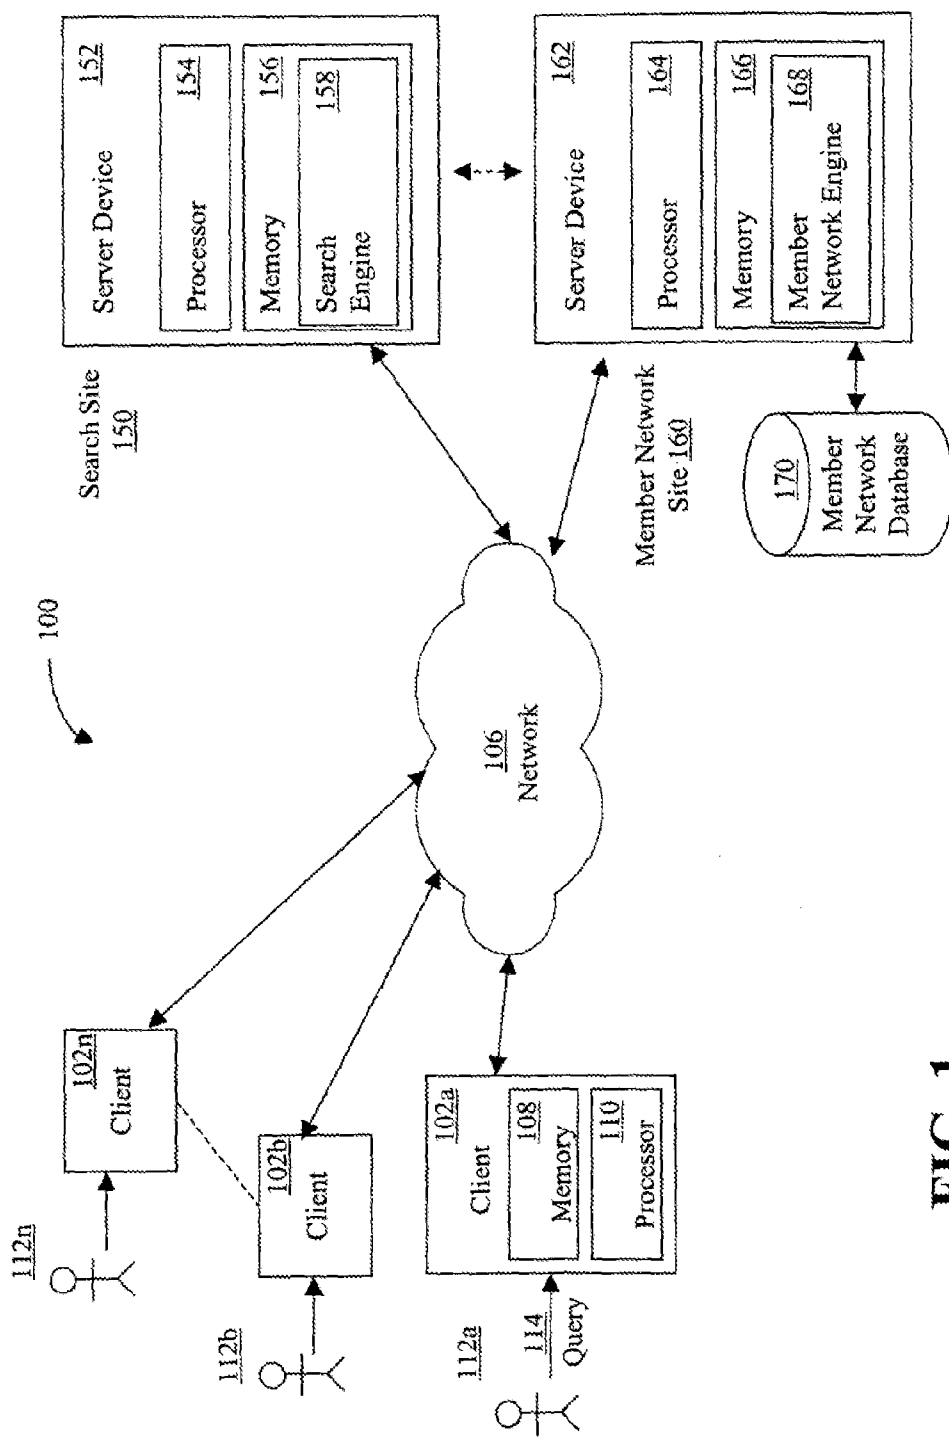 112n
102n
Client
112b
102b
Client
112a
114
Query
102a
Client
108
Memory
110
Processor
100
106
Network
Search Site
150
Server Device 152
Processor 154
Memory 156
Search 158
Engine
Member Network
Site 160
Server Device 162
Processor 164
Memory 166
Member 168
Network Engine
170
Member
Network
Database